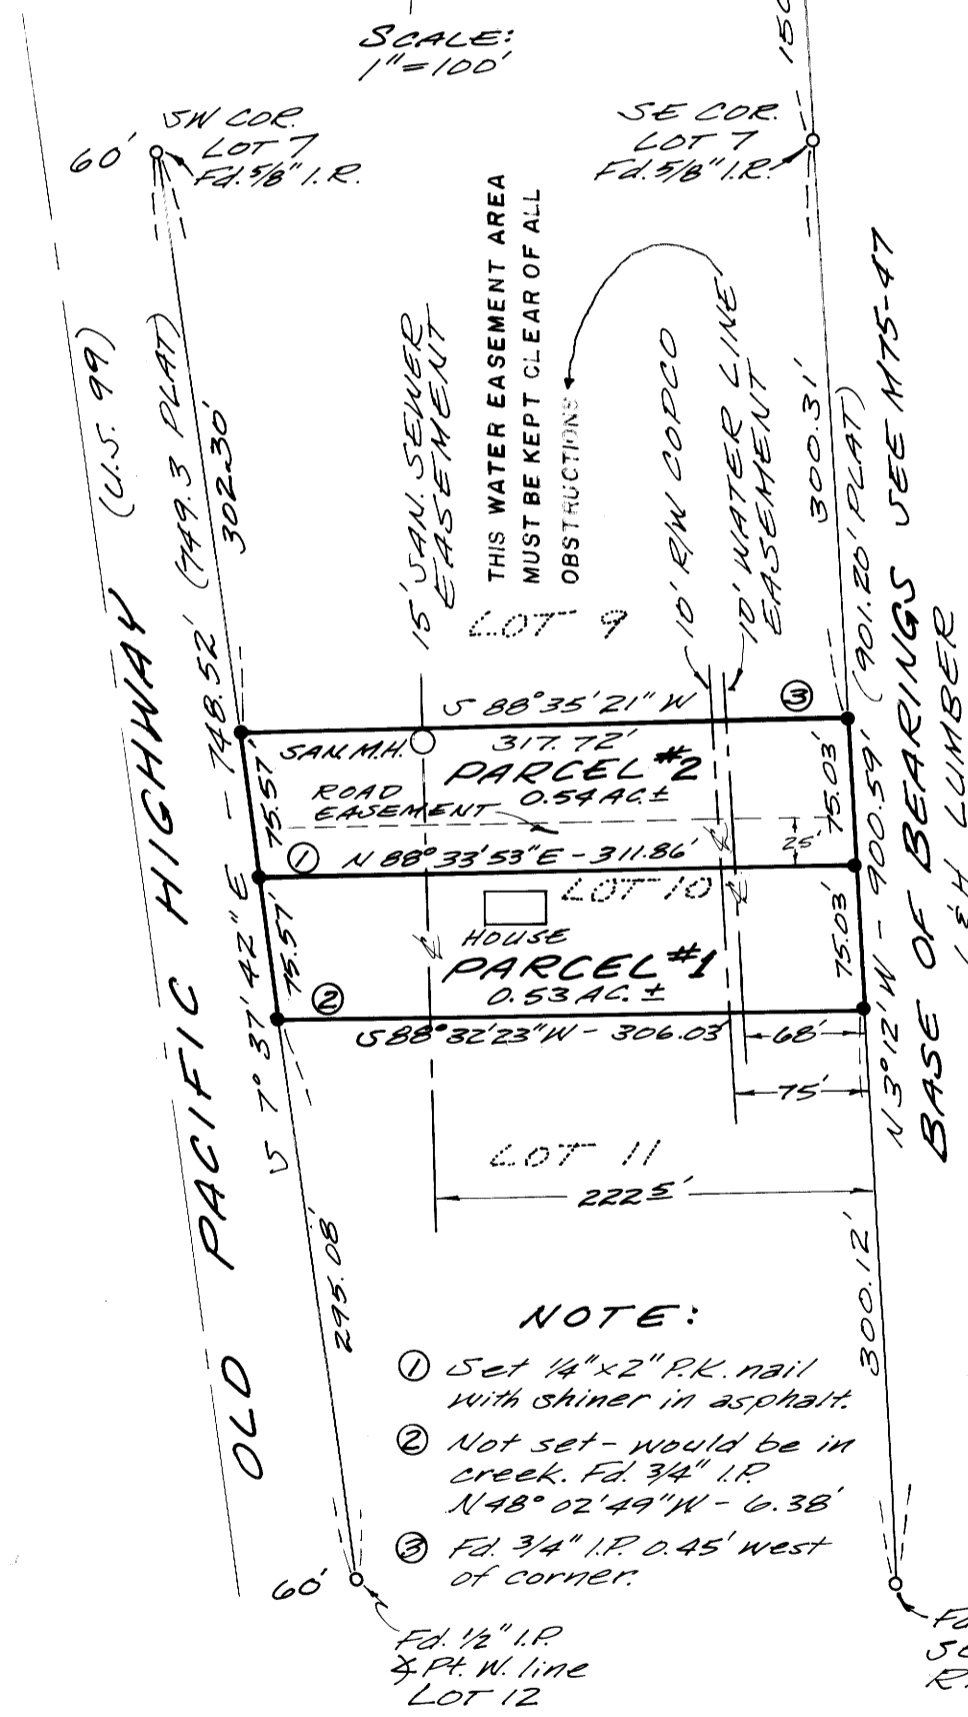 SCALE:
1"=100'
150
SW COR.
LOT 7
Fd. 5/8" I.R.
60'
SE COR.
LOT 7
Fd. 5/8" I.R.
THIS WATER EASEMENT AREA
MUST BE KEPT CLEAR OF ALL
OBSTRUCTIONS
15' SAN. SEWER
EASEMENT
10' R/W COPCO
10' WATER LINE
EASEMENT
300.31'
302.30'
(U.S. 99)
OLD PACIFIC HIGHWAY
S 7° 37' 42" E - 748.52' (749.3 PLAT)
N 3° 12' W - 900.59' (901.20' PLAT)
BASE OF BEARINGS SEE M75-47
L & H LUMBER
LOT 9
S 88° 35' 21" W
③
317.72'
SAN. M.H.
PARCEL #2
0.54 AC. ±
ROAD
EASEMENT
75.57'
75.03'
25'
① N 88° 33' 53" E - 311.86'
LOT 10
HOUSE
PARCEL #1
0.53 AC. ±
75.57'
75.03'
②
S 88° 32' 23" W - 306.03'
68'
75'
LOT 11
222 5'
295.08'
300.12'
NOTE:
① Set 1/4" x 2" P.K. nail
with shiner in asphalt.
② Not set - would be in
creek. Fd. 3/4" I.P.
N 48° 02' 49" W - 6.38'
③ Fd. 3/4" I.P. 0.45' west
of corner.
60'
Fd. 1/2" I.P.
∡ Pt. W. line
LOT 12